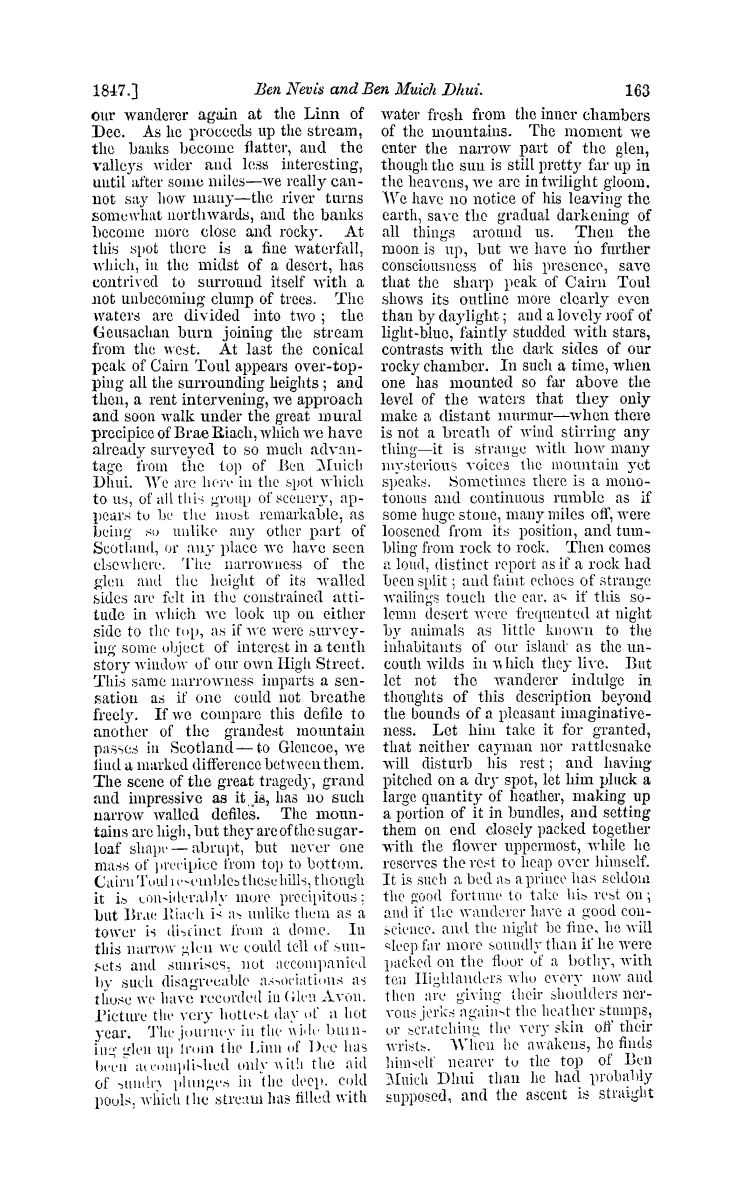 1847.] Ben Nevis and Ben Muich Dhui. 163
our wanderer again at the Linn of
Dee. As he proceeds up the stream,
the banks become flatter, and the
valleys wider and less interesting,
until after some miles—we really can-
not say how many—the river turns
somewhat northwards, and the banks
become more close and rocky. At
this spot there is a fine waterfall,
which, in the midst of a desert, has
contrived to surround itself with a
not unbecoming clump of trees. The
waters are divided into two; the
Geusachan burn joining the stream
from the west. At last the conical
peak of Cairn Toul appears over-top-
ping all the surrounding heights; and
then, a rent intervening, we approach
and soon walk under the great mural
precipice of Brae Riach, which we have
already surveyed to so much advan-
tage from the top of Ben Muich
Dhui. We are here in the spot which
to us, of all this group of scenery, ap-
pears to be the most remarkable, as
being so unlike any other part of
Scotland, or any place we have seen
elsewhere. The narrowness of the
glen and the height of its walled
sides are felt in the constrained atti-
tude in which we look up on either
side to the top, as if we were survey-
ing some object of interest in a tenth
story window of our own High Street.
This same narrowness imparts a sen-
sation as if one could not breathe
freely. If we compare this defile to
another of the grandest mountain
passes in Scotland—to Glencoe, we
find a marked difference between them.
The scene of the great tragedy, grand
and impressive as it is, has no such
narrow walled defiles. The moun-
tains are high, but they are of the sugar-
loaf shape—abrupt, but never one
mass of precipice from top to bottom.
Cairn Toul resembles these hills, though
it is considerably more precipitous;
but Brae Riach is as unlike them as a
tower is distinct from a dome. In
this narrow glen we could tell of sun-
sets and sunrises, not accompanied
by such disagreeable associations as
those we have recorded in Glen Avon.
Picture the very hottest day of a hot
year. The journey in the wide burn-
ing glen up from the Linn of Dee has
been accomplished only with the aid
of sundry plunges in the deep, cold
pools, which the stream has filled with
water fresh from the inner chambers
of the mountains. The moment we
enter the narrow part of the glen,
though the sun is still pretty far up in
the heavens, we are in twilight gloom.
We have no notice of his leaving the
earth, save the gradual darkening of
all things around us. Then the
moon is up, but we have no further
consciousness of his presence, save
that the sharp peak of Cairn Toul
shows its outline more clearly even
than by daylight; and a lovely roof of
light-blue, faintly studded with stars,
contrasts with the dark sides of our
rocky chamber. In such a time, when
one has mounted so far above the
level of the waters that they only
make a distant murmur—when there
is not a breath of wind stirring any
thing—it is strange with how many
mysterious voices the mountain yet
speaks. Sometimes there is a mono-
tonous and continuous rumble as if
some huge stone, many miles off, were
loosened from its position, and tum-
bling from rock to rock. Then comes
a loud, distinct report as if a rock had
been split; and faint echoes of strange
wailings touch the ear, as if this so-
lemn desert were frequented at night
by animals as little known to the
inhabitants of our island as the un-
couth wilds in which they live. But
let not the wanderer indulge in
thoughts of this description beyond
the bounds of a pleasant imaginative-
ness. Let him take it for granted,
that neither cayman nor rattlesnake
will disturb his rest; and having
pitched on a dry spot, let him pluck a
large quantity of heather, making up
a portion of it in bundles, and setting
them on end closely packed together
with the flower uppermost, while he
reserves the rest to heap over himself.
It is such a bed as a prince has seldom
the good fortune to take his rest on;
and if the wanderer have a good con-
science, and the night be fine, he will
sleep far more soundly than if he were
packed on the floor of a bothy, with
ten Highlanders who every now and
then are giving their shoulders ner-
vous jerks against the heather stumps,
or scratching the very skin off their
wrists. When he awakens, he finds
himself nearer to the top of Ben
Muich Dhui than he had probably
supposed, and the ascent is straight